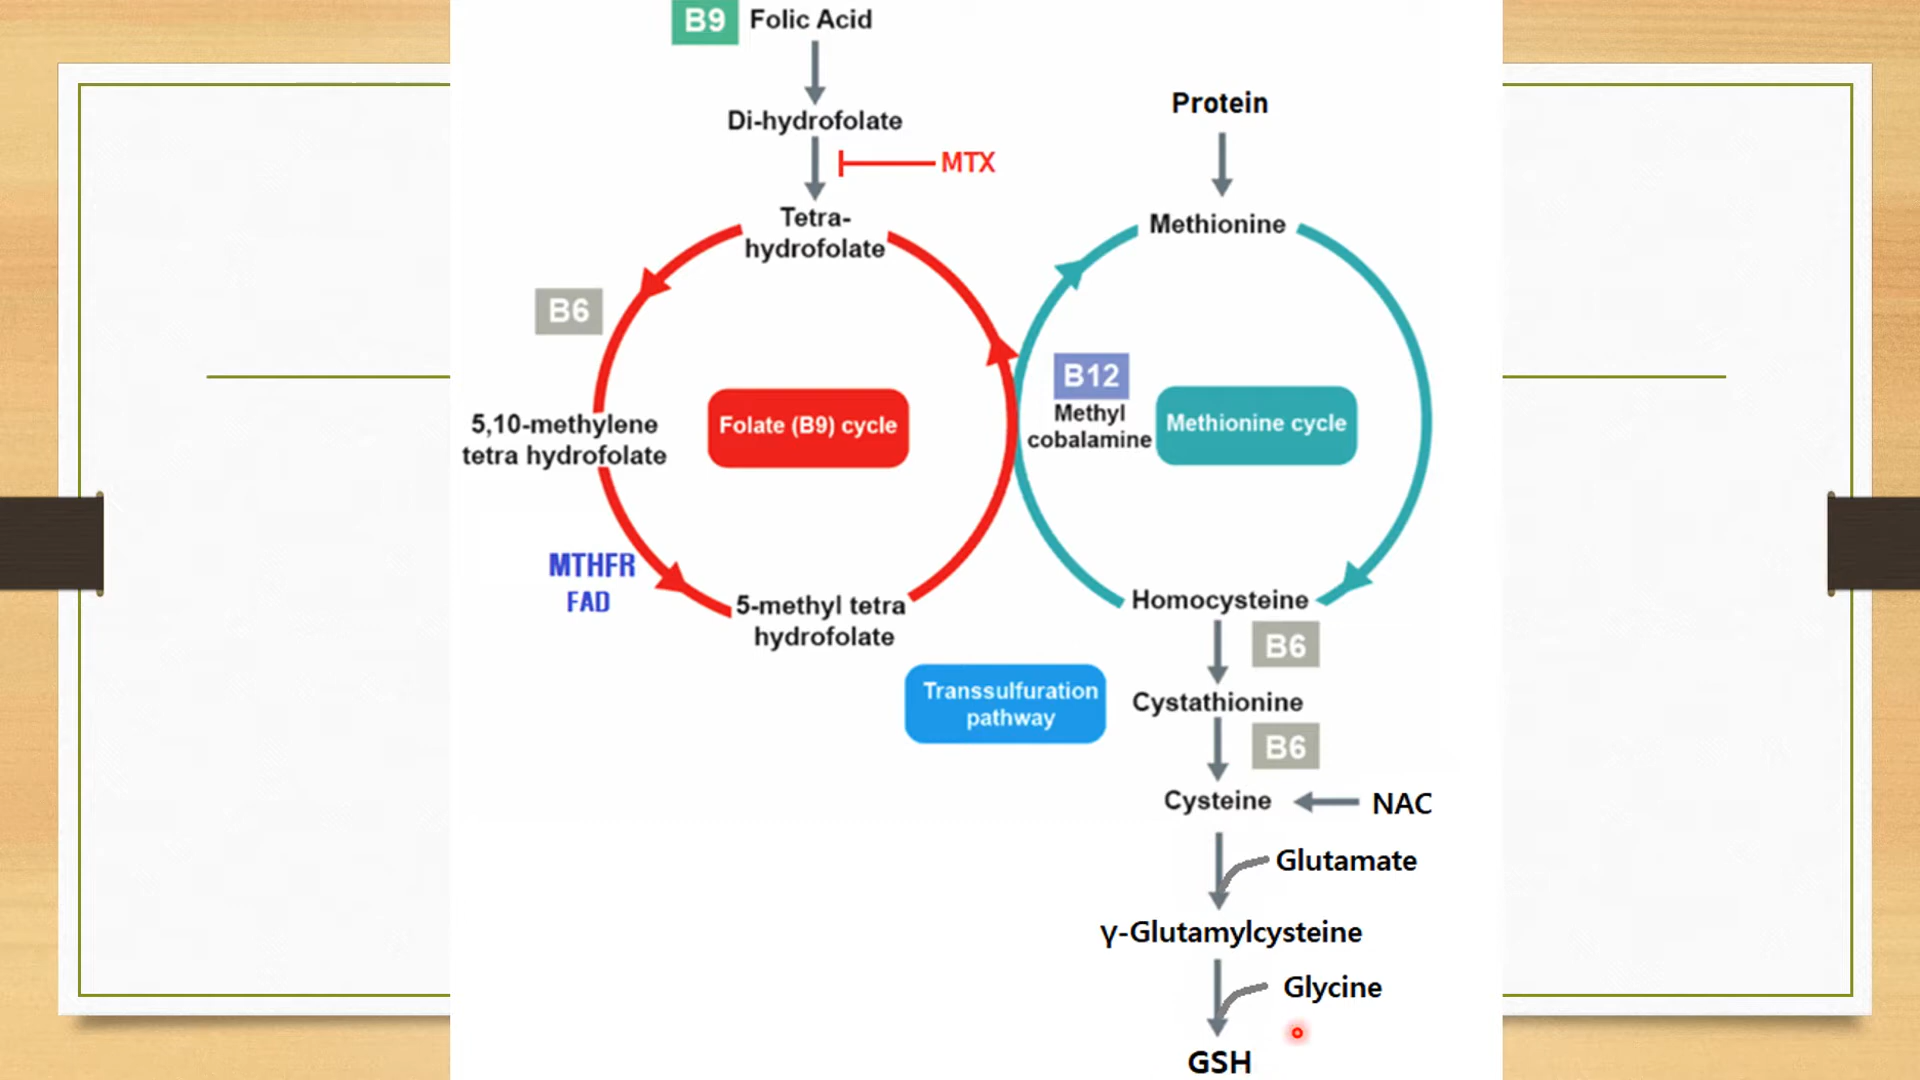 B9 Folic Acid
Di-hydrofolate
MTX
Tetra-
hydrofolate
B6
5,10-methylene
tetra hydrofolate
Folate (B9) cycle
MTHFR
FAD
5-methyl tetra
hydrofolate
Protein
Methionine
B12
Methyl
cobalamine
Methionine cycle
Homocysteine
B6
Transsulfuration
pathway
Cystathionine
B6
Cysteine
NAC
Glutamate
γ-Glutamylcysteine
Glycine
GSH